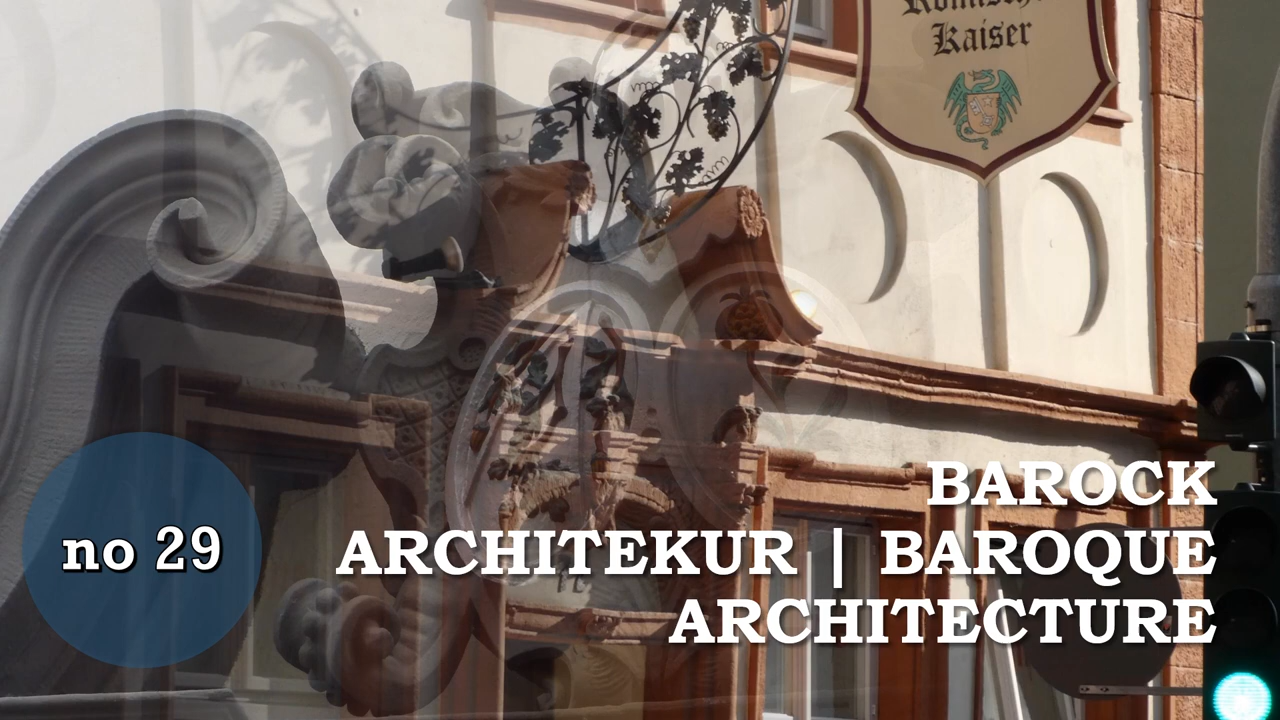 Kaiser
BAROCK
ARCHITEKUR | BAROQUE
ARCHITECTURE
no 29